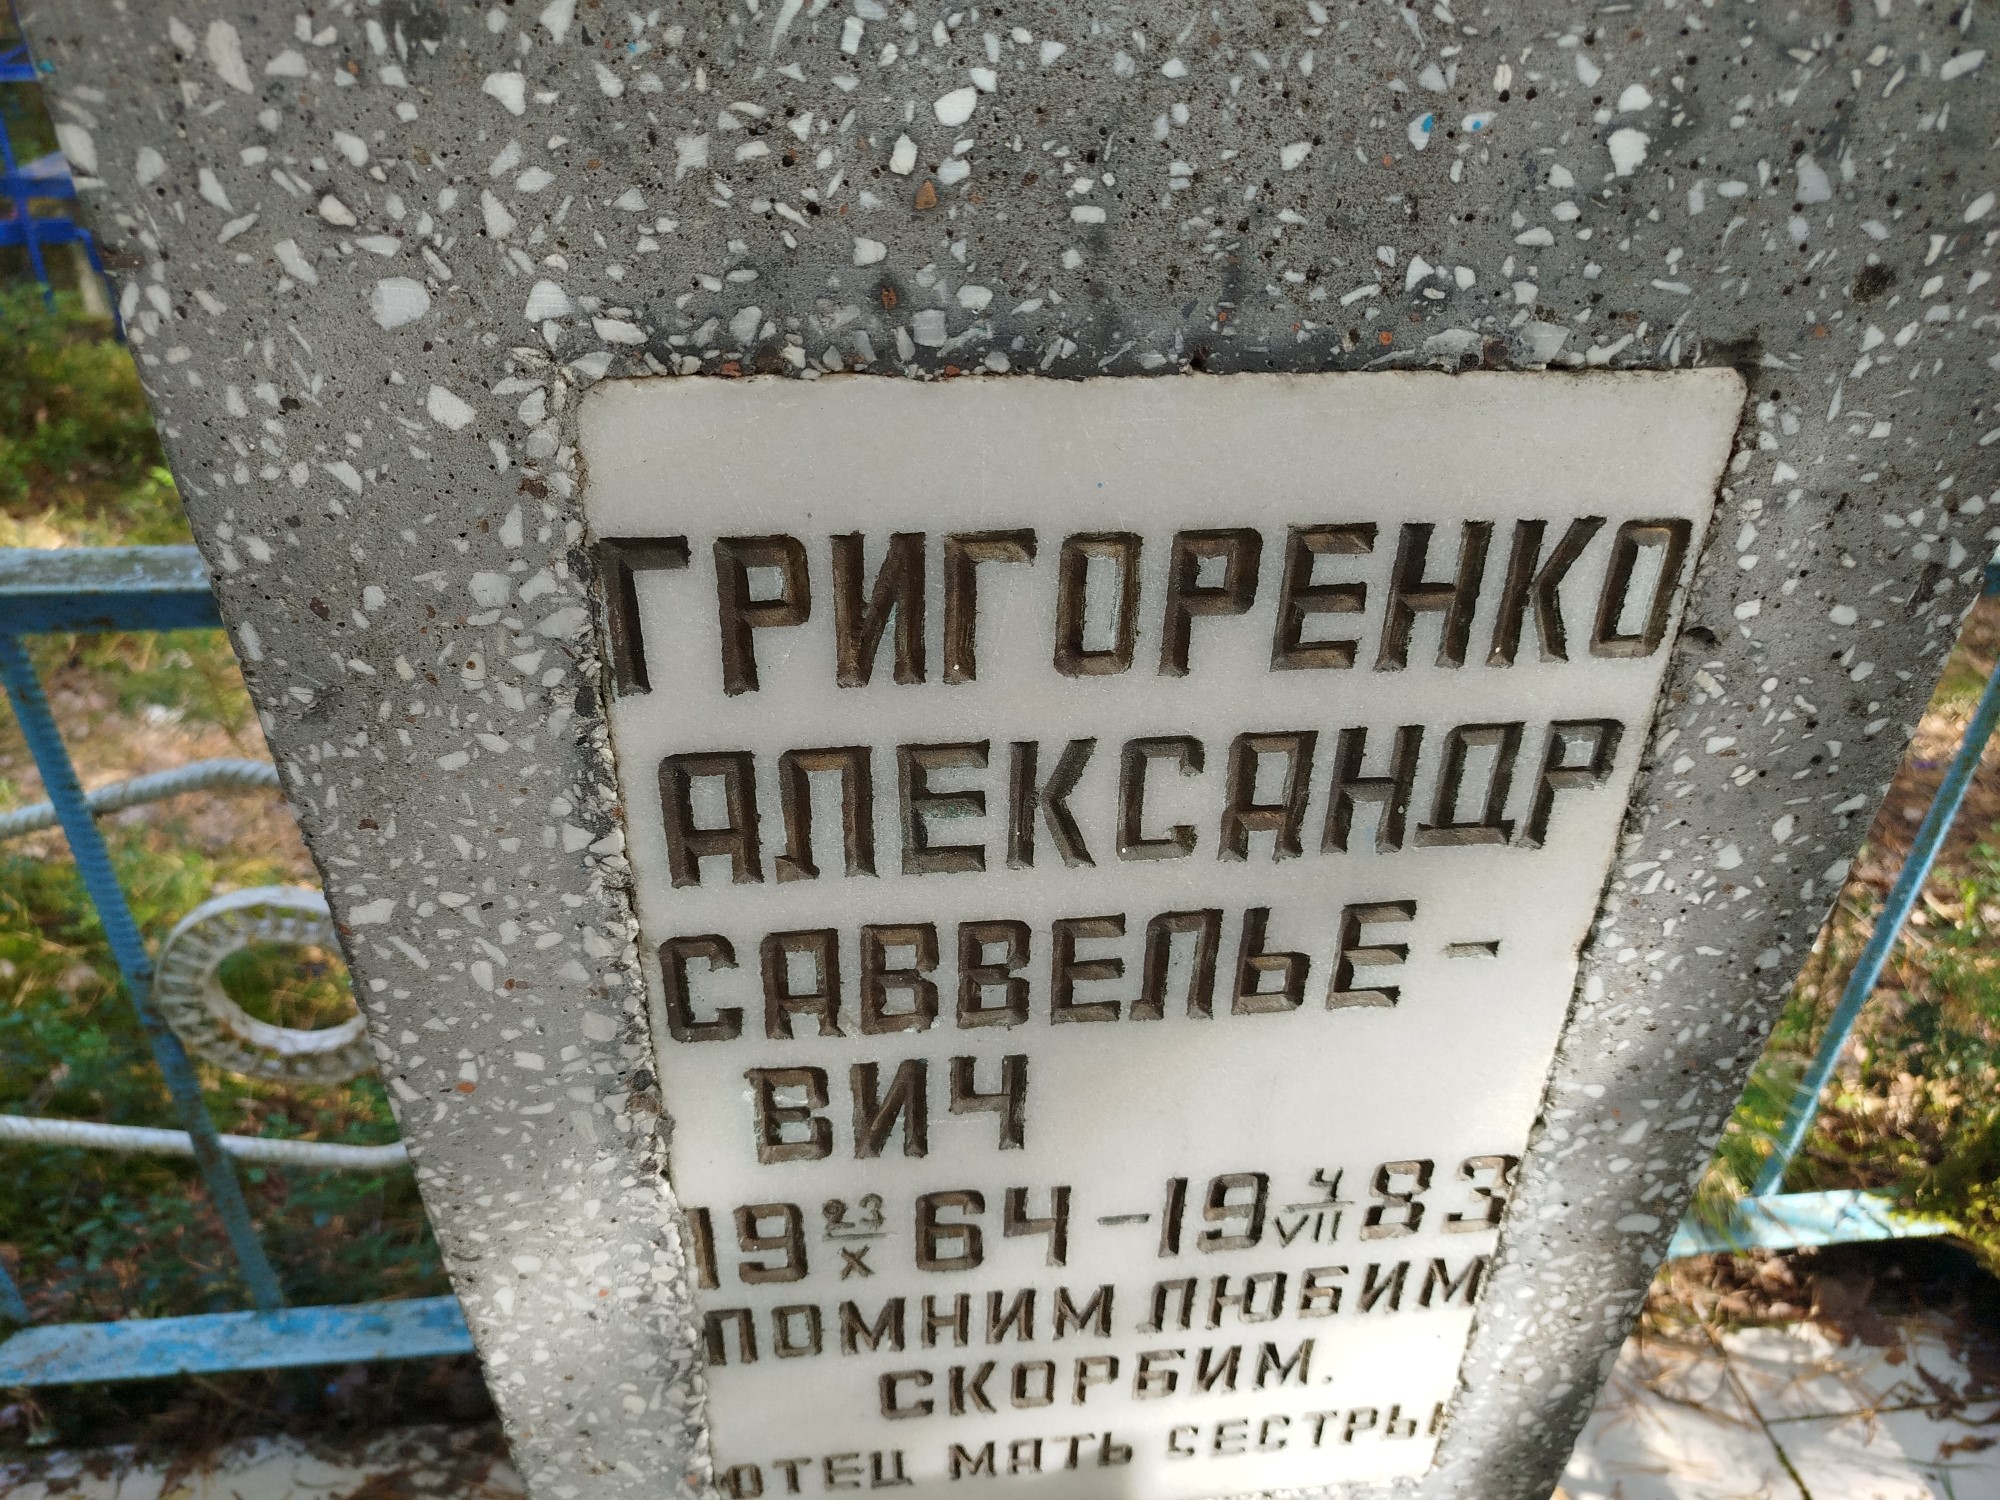 ГРИГОРЕНКО
АЛЕКСАНДР
САВВЕЛЬЕ-
ВИЧ
19 23/X 64-19 4/VII 83
ПОМНИМ ЛЮБИМ
СКОРБИМ.
ОТЕЦ МАТЬ СЕСТРЫ